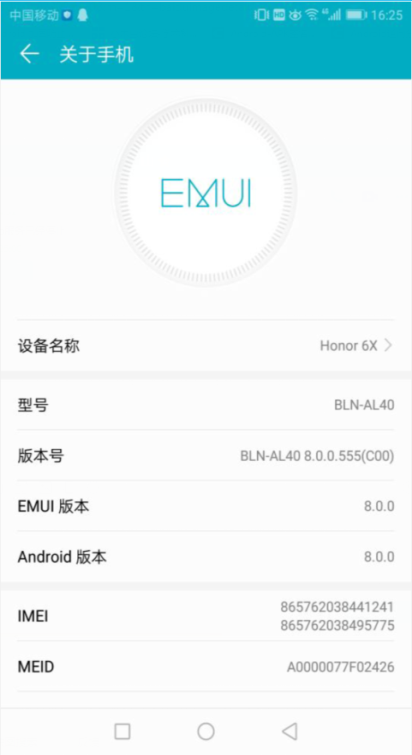 中国移动 HD 4G 16:25
关于手机
EMUI
设备名称 Honor 6X
型号 BLN-AL40
版本号 BLN-AL40 8.0.0.555(C00)
EMUI 版本 8.0.0
Android 版本 8.0.0
IMEI 865762038441241
865762038495775
MEID A0000077F02426